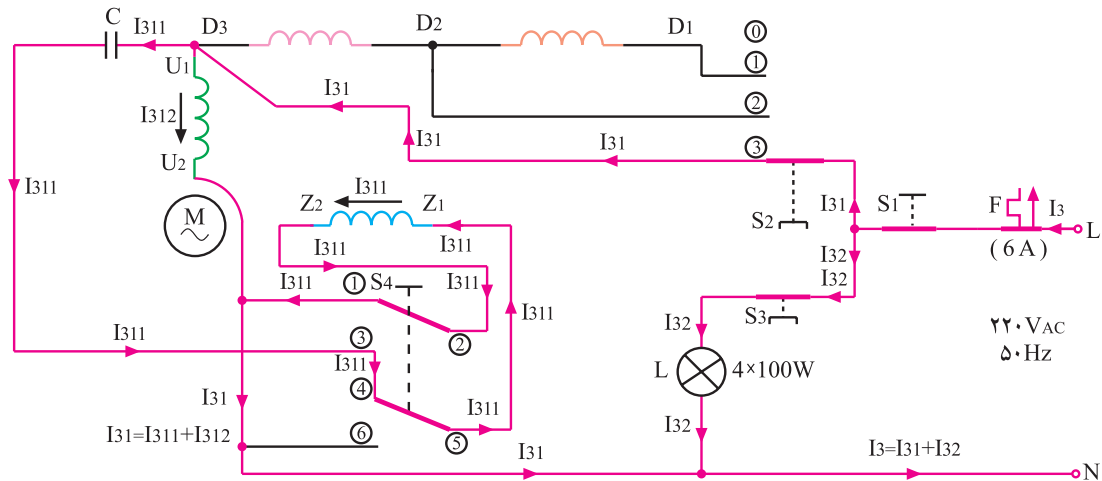 C
I311
D3
D2
D1
⓪
①
②
③
U1
I312
U2
I31
I31
I31
I311
M
Z2
I311
Z1
I311
I311
S2
I31
S1
F
I3
L
(6A)
I32
I32
I311
① S4
I311
I311
②
S3
I32
L
4×100W
۲۲۰VAC
۵۰Hz
I311
③
I311
④
I31
I311
⑤
I32
I31=I311+I312
⑥
I31
I3=I31+I32
N